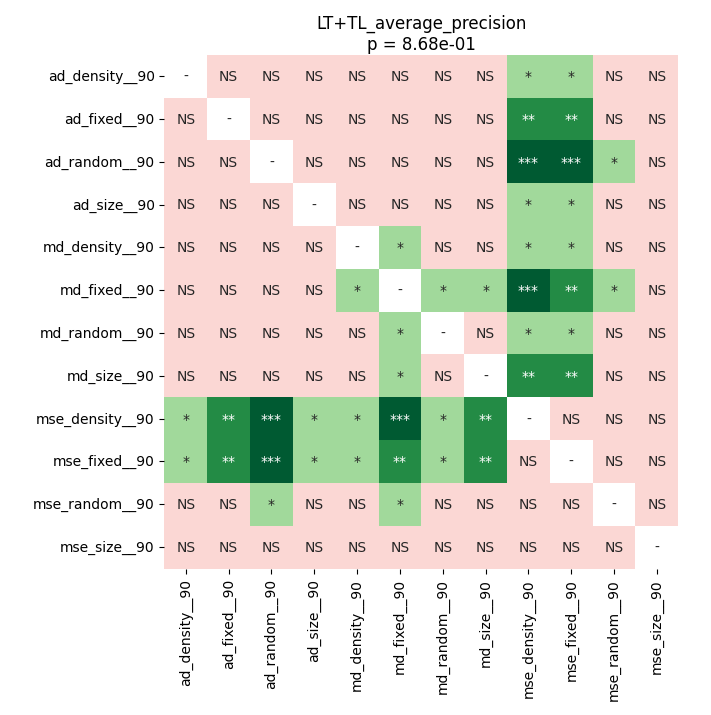 LT+TL_average_precision
p = 8.68e-01
ad_density__90 - NS NS NS NS NS NS NS * * NS NS
ad_fixed__90 NS - NS NS NS NS NS NS ** ** NS NS
ad_random__90 NS NS - NS NS NS NS NS *** *** * NS
ad_size__90 NS NS NS - NS NS NS NS * * NS NS
md_density__90 NS NS NS NS - * NS NS * * NS NS
md_fixed__90 NS NS NS NS * - * * *** ** * NS
md_random__90 NS NS NS NS NS * - NS * * NS NS
md_size__90 NS NS NS NS NS * NS - ** ** NS NS
mse_density__90 * ** *** * * *** * ** - NS NS NS
mse_fixed__90 * ** *** * * ** * ** NS - NS NS
mse_random__90 NS NS * NS NS * NS NS NS NS - NS
mse_size__90 NS NS NS NS NS NS NS NS NS NS NS -
ad_density__90
ad_fixed__90
ad_random__90
ad_size__90
md_density__90
md_fixed__90
md_random__90
md_size__90
mse_density__90
mse_fixed__90
mse_random__90
mse_size__90